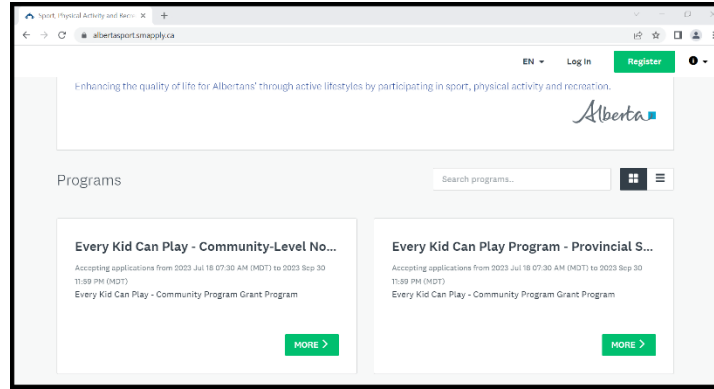 Sport, Physical Activity and Recr
albertasport.smapply.ca
EN Log In Register
Enhancing the quality of life for Albertans' through active lifestyles by participating in sport, physical activity and recreation.
Alberta
Programs
Search programs..
Every Kid Can Play - Community-Level No...
Accepting applications from 2023 Jul 18 07:30 AM (MDT) to 2023 Sep 30
11:59 PM (MDT)
Every Kid Can Play - Community Program Grant Program
MORE >
Every Kid Can Play Program - Provincial S...
Accepting applications from 2023 Jul 18 07:30 AM (MDT) to 2023 Sep 30
11:59 PM (MDT)
Every Kid Can Play - Community Program Grant Program
MORE >